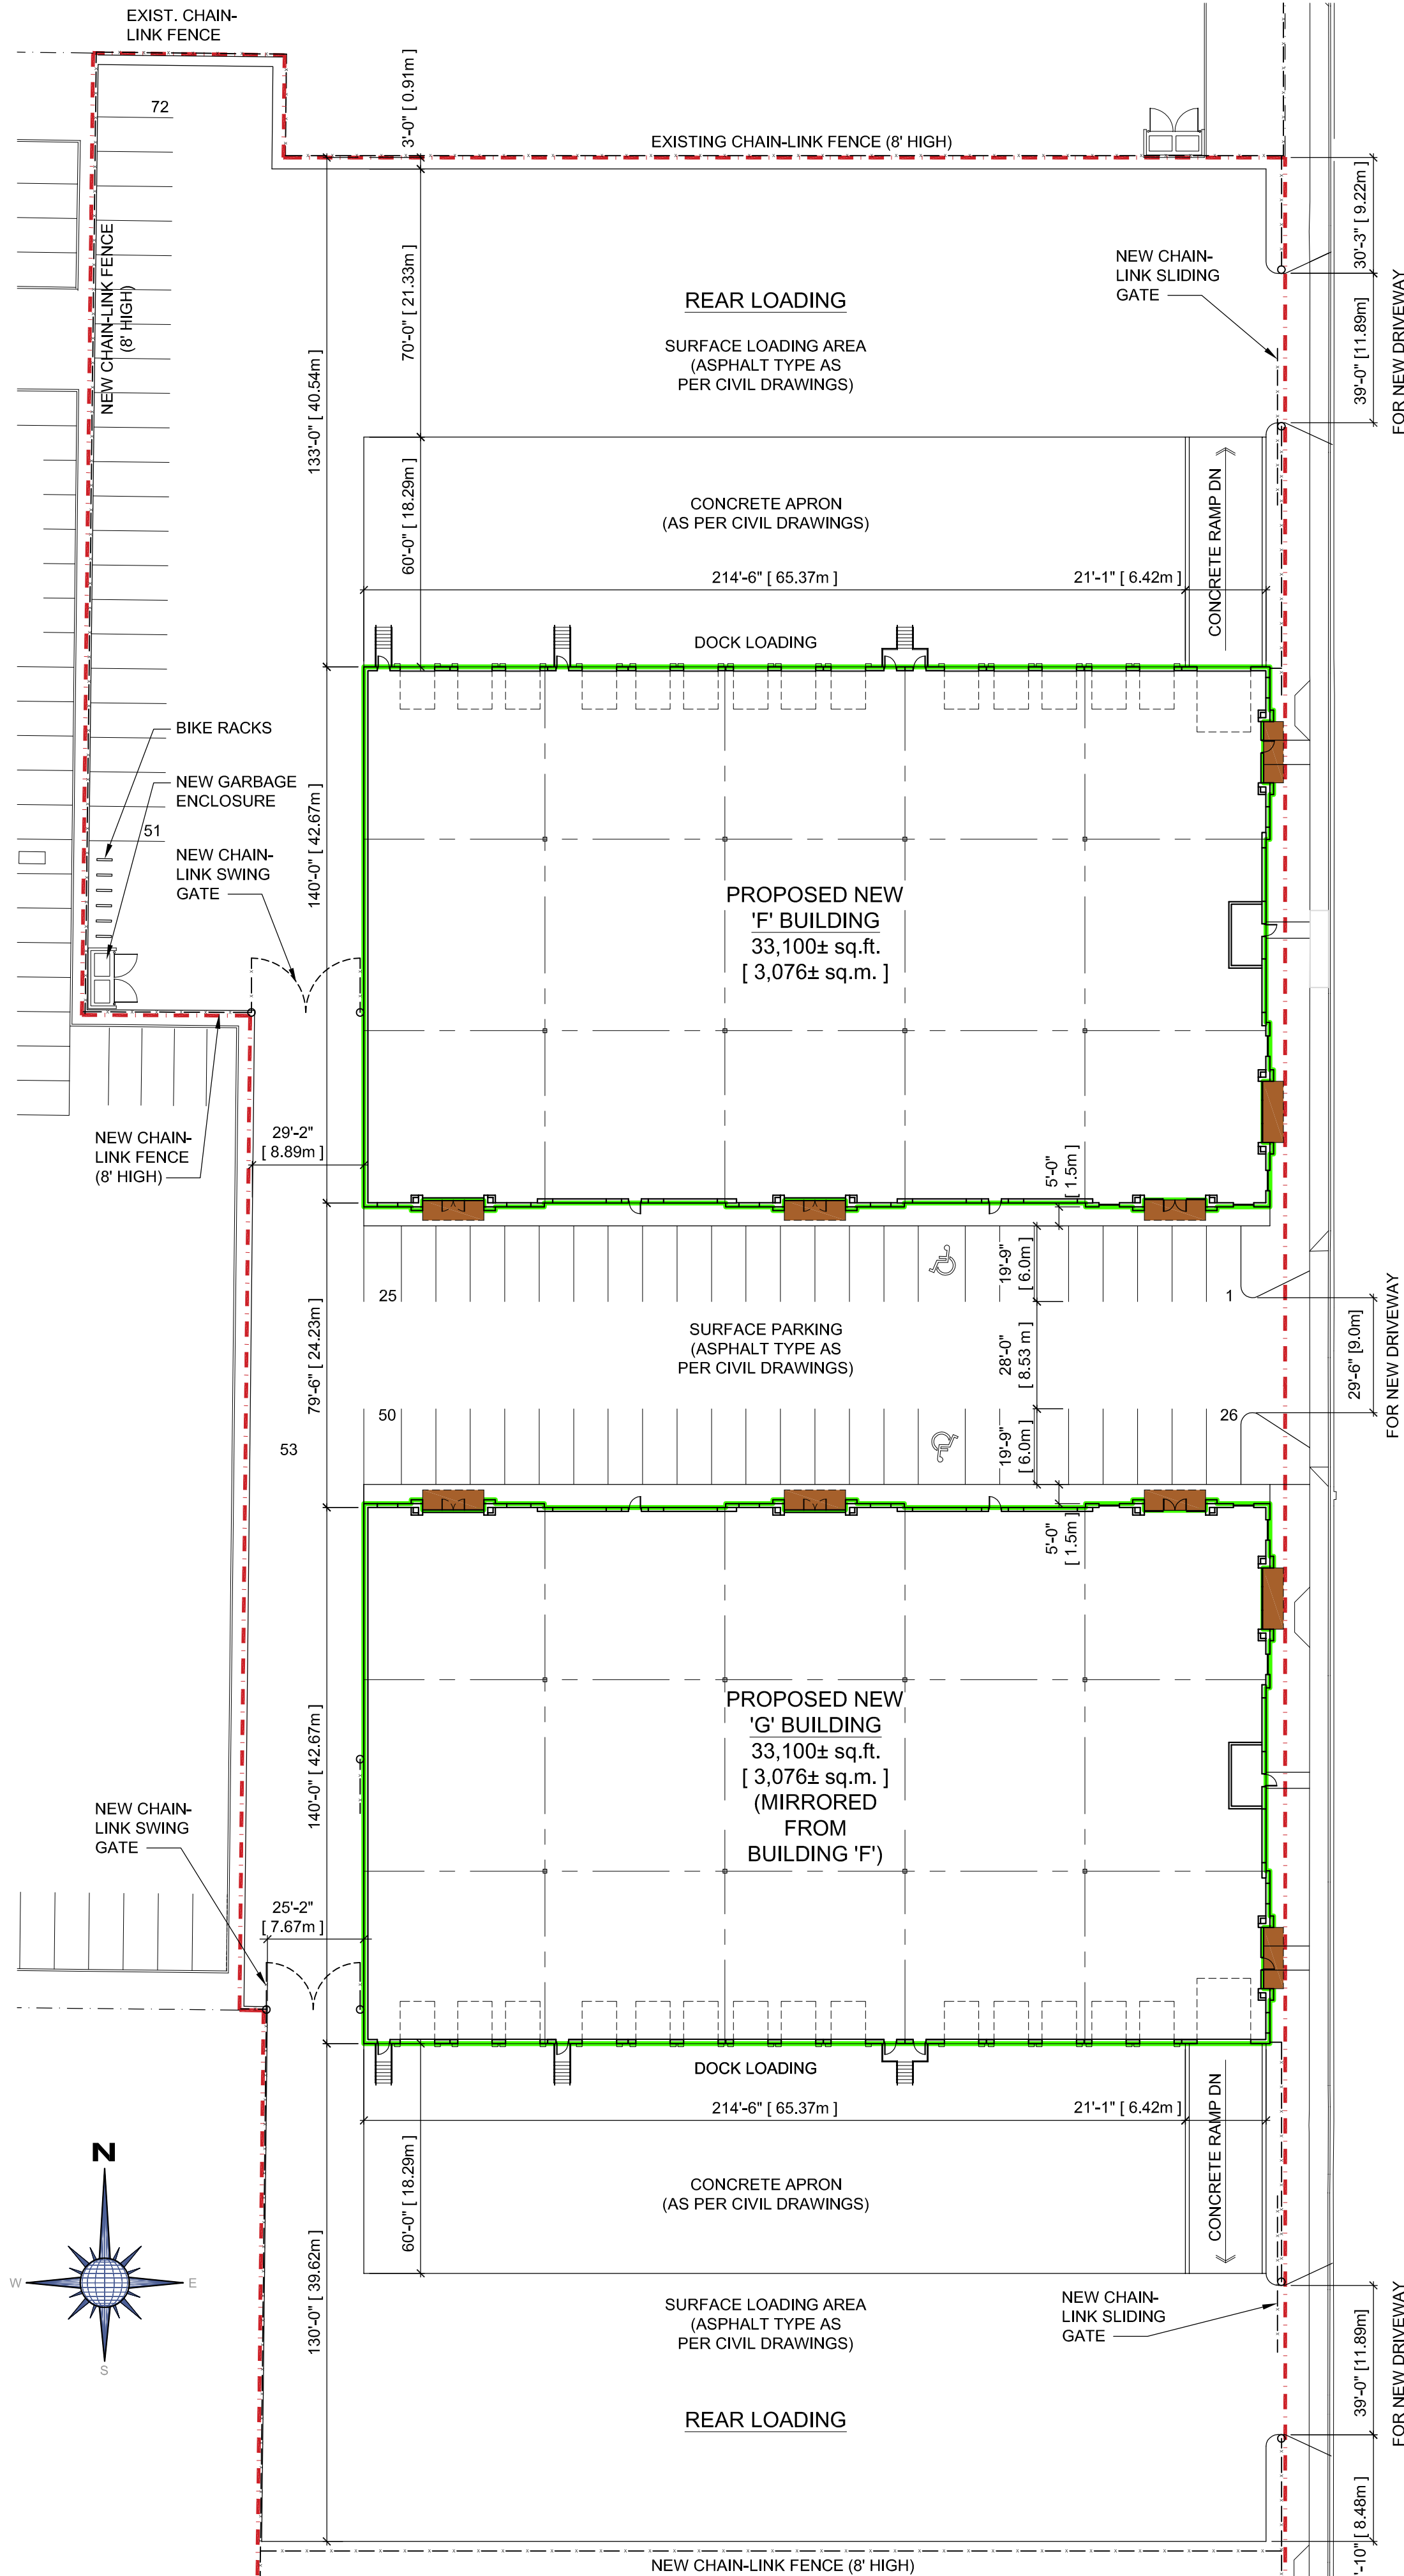 EXIST. CHAIN-
LINK FENCE
72
3'-0" [ 0.91m ]
EXISTING CHAIN-LINK FENCE (8' HIGH)
30'-3" [ 9.22m ]
NEW CHAIN-LINK FENCE
(8' HIGH)
70'-0" [ 21.33m ]
REAR LOADING
NEW CHAIN-
LINK SLIDING
GATE
39'-0" [11.89m]
FOR NEW DRIVEWAY
SURFACE LOADING AREA
(ASPHALT TYPE AS
PER CIVIL DRAWINGS)
133'-0" [ 40.54m ]
60'-0" [ 18.29m ]
CONCRETE APRON
(AS PER CIVIL DRAWINGS)
CONCRETE RAMP DN
214'-6" [ 65.37m ]
21'-1" [ 6.42m ]
DOCK LOADING
BIKE RACKS
NEW GARBAGE
ENCLOSURE
51
NEW CHAIN-
LINK SWING
GATE
140'-0" [ 42.67m ]
PROPOSED NEW
'F' BUILDING
33,100± sq.ft.
[ 3,076± sq.m. ]
NEW CHAIN-
LINK FENCE
(8' HIGH)
29'-2"
[ 8.89m ]
5'-0"
[ 1.5m ]
19'-9"
[ 6.0m ]
25
1
SURFACE PARKING
(ASPHALT TYPE AS
PER CIVIL DRAWINGS)
79'-6" [ 24.23m ]
28'-0"
[ 8.53 m ]
29'-6" [9.0m]
FOR NEW DRIVEWAY
50
26
53
19'-9"
[ 6.0m ]
5'-0"
[ 1.5m ]
140'-0" [ 42.67m ]
PROPOSED NEW
'G' BUILDING
33,100± sq.ft.
[ 3,076± sq.m. ]
(MIRRORED
FROM
BUILDING 'F')
NEW CHAIN-
LINK SWING
GATE
25'-2"
[ 7.67m ]
DOCK LOADING
214'-6" [ 65.37m ]
21'-1" [ 6.42m ]
CONCRETE RAMP DN
60'-0" [ 18.29m ]
CONCRETE APRON
(AS PER CIVIL DRAWINGS)
N
W
E
S
130'-0" [ 39.62m ]
SURFACE LOADING AREA
(ASPHALT TYPE AS
PER CIVIL DRAWINGS)
NEW CHAIN-
LINK SLIDING
GATE
39'-0" [11.89m]
FOR NEW DRIVEWAY
REAR LOADING
'-10" [ 8.48m ]
NEW CHAIN-LINK FENCE (8' HIGH)